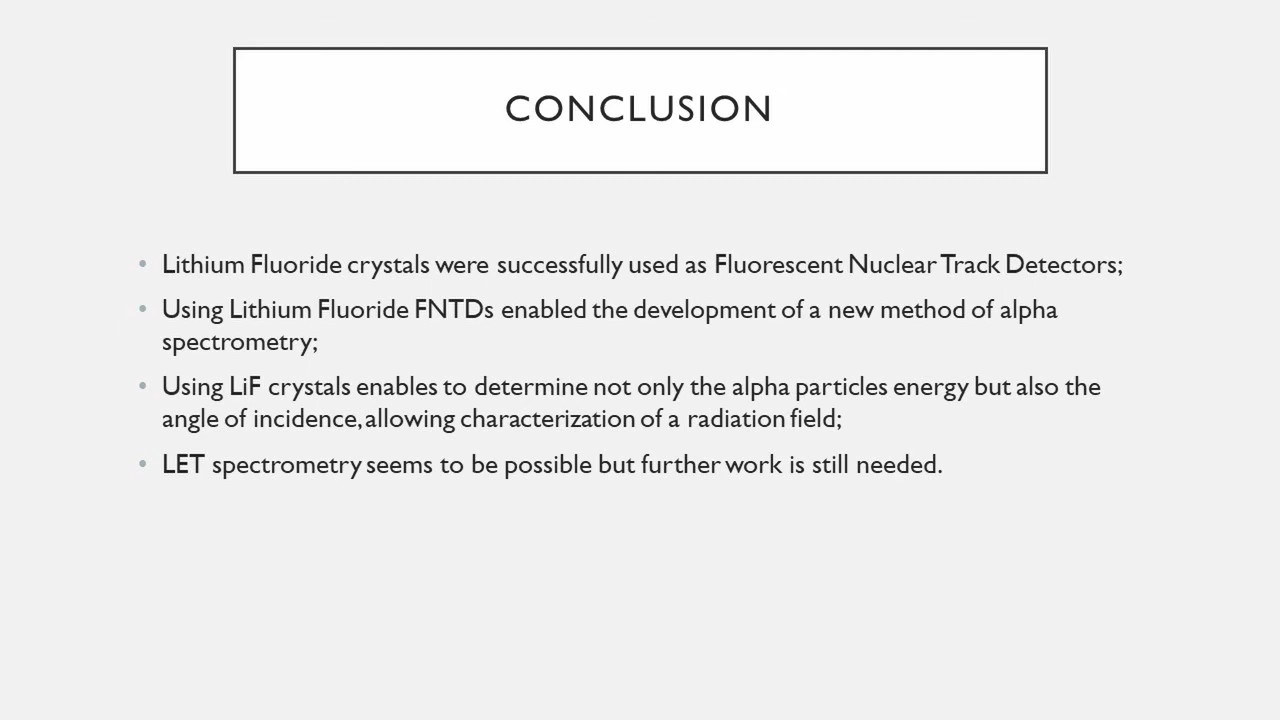 CONCLUSION
• Lithium Fluoride crystals were successfully used as Fluorescent Nuclear Track Detectors;
• Using Lithium Fluoride FNTDs enabled the development of a new method of alpha
spectrometry;
• Using LiF crystals enables to determine not only the alpha particles energy but also the
angle of incidence, allowing characterization of a radiation field;
• LET spectrometry seems to be possible but further work is still needed.